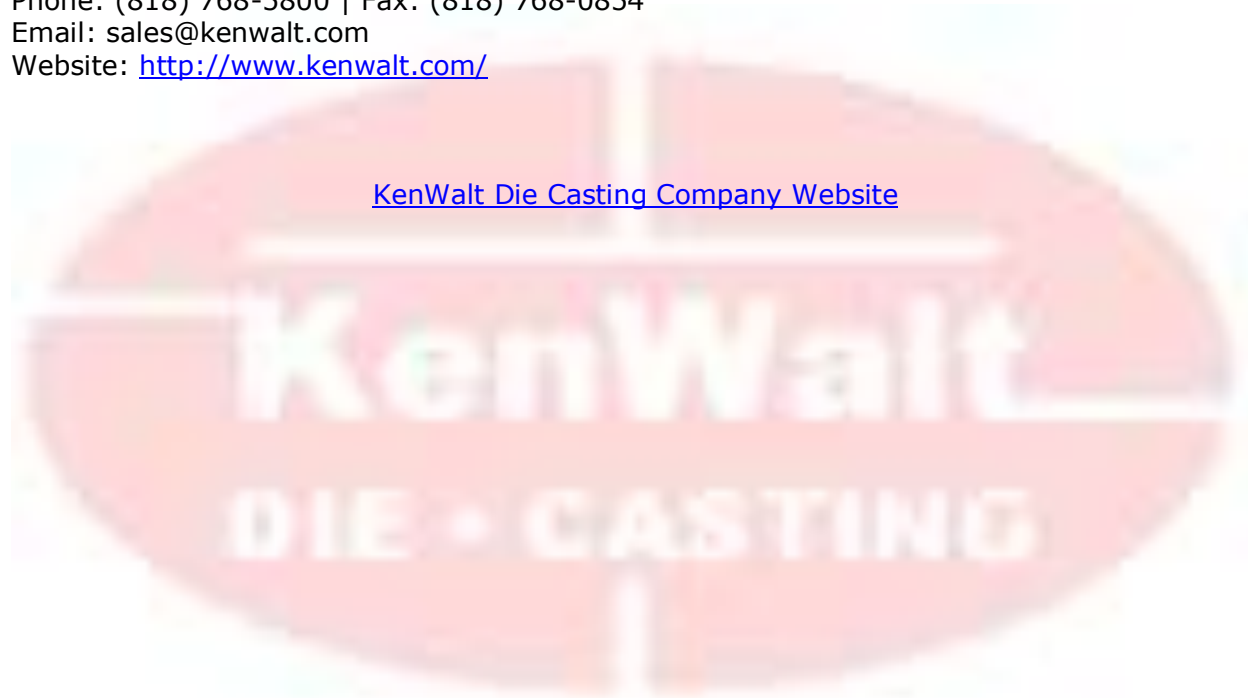 Phone: (818) 768-5800 | Fax: (818) 768-0854
Email: sales@kenwalt.com
Website: http://www.kenwalt.com/
KenWalt Die Casting Company Website
KenWalt
DIE • CASTING